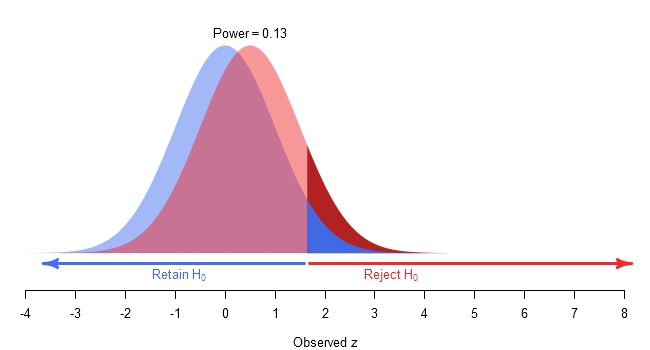 Power = 0.13
Retain H₀
Reject H₀
-4 -3 -2 -1 0 1 2 3 4 5 6 7 8
Observed z